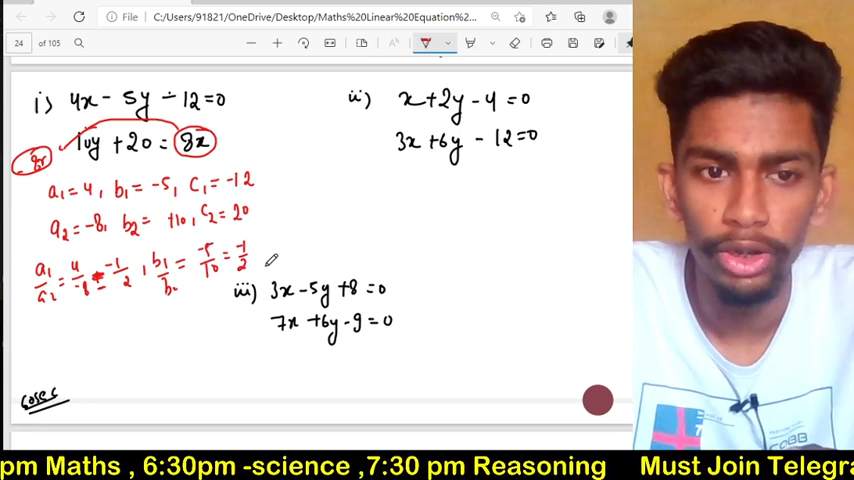 File | C:/Users/91821/OneDrive/Desktop/Maths%20Linear%20Equation%2...
24 of 105
i) 4x - 5y - 12 = 0
10y + 20 = 8x
-8x
a1 = 4, b1 = -5, c1 = -12
a2 = -8, b2 = +10, c2 = 20
a1/a2 = 4/-8 = -1/2, b1/b2 = -5/10 = -1/2
ii) x + 2y - 4 = 0
3x + 6y - 12 = 0
iii) 3x - 5y + 8 = 0
7x + 6y - 9 = 0
pm Maths , 6:30pm -science ,7:30 pm Reasoning Must Join Telegra